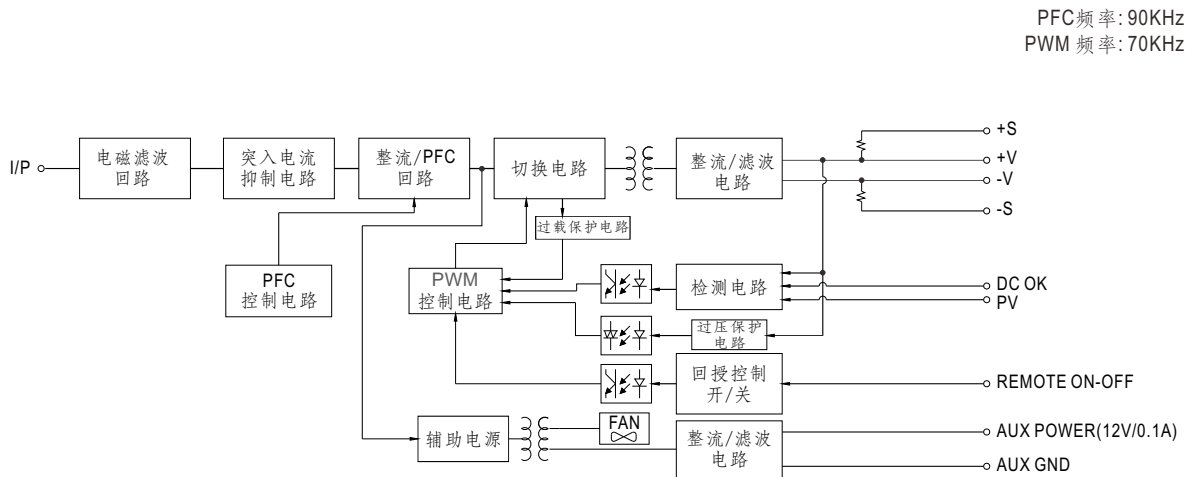 PFC频率: 90KHz
PWM 频率: 70KHz
I/P
电磁滤波
回路
突入电流
抑制电路
整流/PFC
回路
切换电路
整流/滤波
电路
+S
+V
-V
-S
过载保护电路
PFC
控制电路
PWM
控制电路
检测电路
DC OK
PV
过压保护
电路
回授控制
开/关
REMOTE ON-OFF
辅助电源
FAN
整流/滤波
电路
AUX POWER(12V/0.1A)
AUX GND